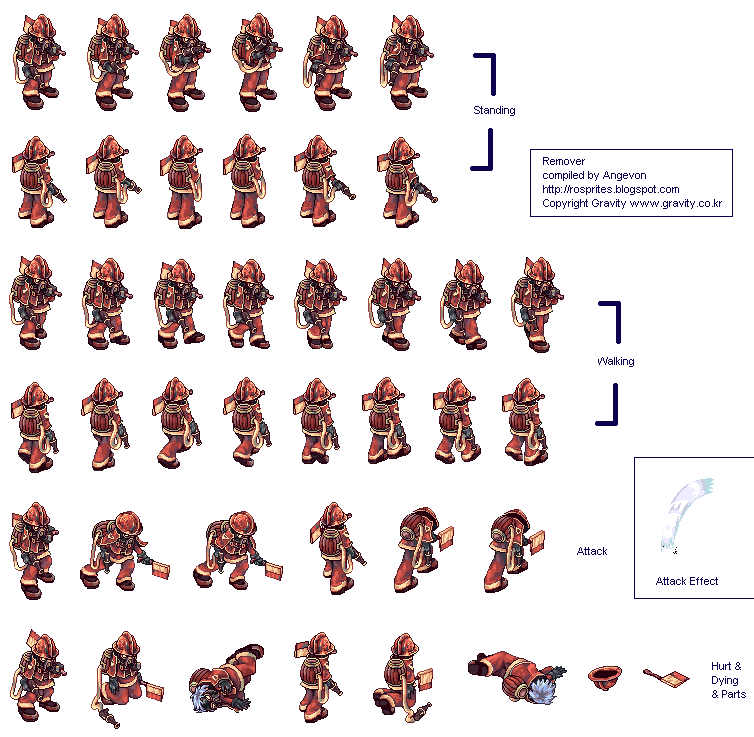 Standing
Remover
compiled by Angevon
http://rosprites.blogspot.com
Copyright Gravity www.gravity.co.kr
Walking
Attack
Attack Effect
Hurt &
Dying
& Parts